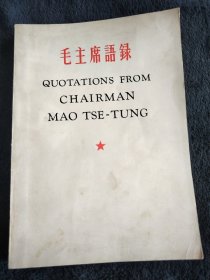 毛主席語録
QUOTATIONS FROM
CHAIRMAN
MAO TSE-TUNG